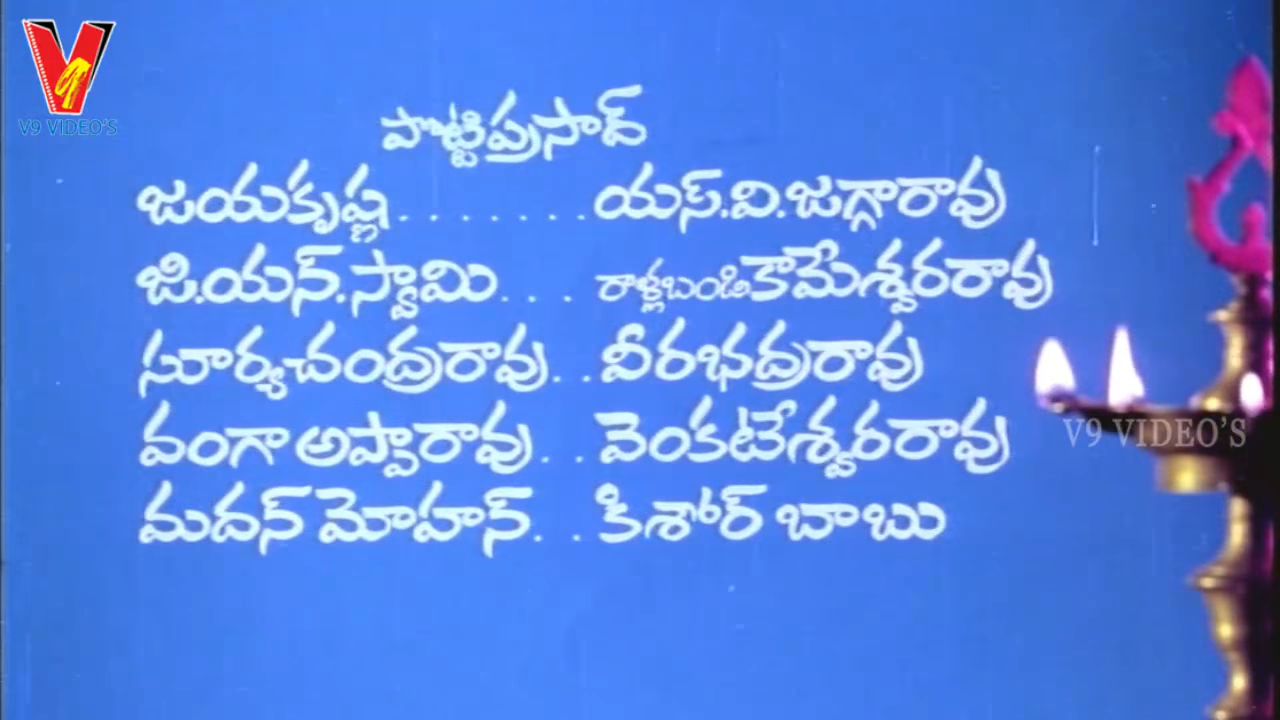 V9 VIDEO'S
పొట్టిప్రసాద్
జయకృష్ణ ........ యస్.వి.జగ్గారావు
జి.యన్.స్వామి ... రాళ్లబండి కామేశ్వరరావు
సూర్యచంద్రరావు .. వీరభద్రరావు
వంగా అప్పారావు .. వెంకటేశ్వరరావు
మదన్ మోహన్ .. కిశోర్ బాబు
V9 VIDEO'S